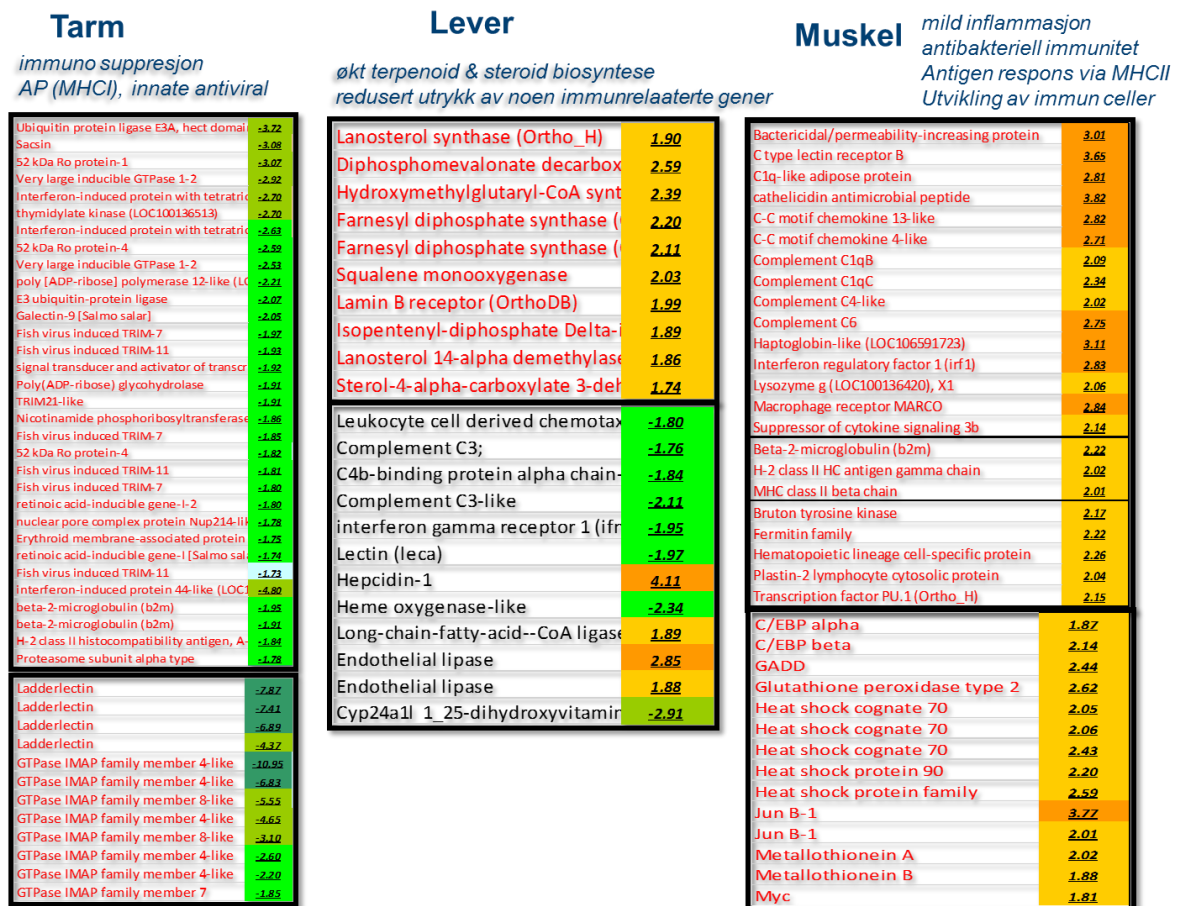 Tarm
immuno suppresjon
AP (MHCI), innate antiviral
Ubiquitin protein ligase E3A, hect domai -3.72
Sacsin -3.08
52 kDa Ro protein-1 -3.07
Very large inducible GTPase 1-2 -2.92
Interferon-induced protein with tetratric -2.70
thymidylate kinase (LOC100136513) -2.70
Interferon-induced protein with tetratric -2.63
52 kDa Ro protein-4 -2.59
Very large inducible GTPase 1-2 -2.53
poly [ADP-ribose] polymerase 12-like (LO -2.21
E3 ubiquitin-protein ligase -2.07
Galectin-9 [Salmo salar] -2.05
Fish virus induced TRIM-7 -1.97
Fish virus induced TRIM-11 -1.93
signal transducer and activator of transcr -1.92
Poly(ADP-ribose) glycohydrolase -1.91
TRIM21-like -1.91
Nicotinamide phosphoribosyltransferase -1.86
Fish virus induced TRIM-7 -1.85
52 kDa Ro protein-4 -1.82
Fish virus induced TRIM-11 -1.81
Fish virus induced TRIM-7 -1.80
retinoic acid-inducible gene-I-2 -1.80
nuclear pore complex protein Nup214-lik -1.78
Erythroid membrane-associated protein -1.75
retinoic acid-inducible gene-I [Salmo sala -1.74
Fish virus induced TRIM-11 -1.73
interferon-induced protein 44-like (LOC1 -4.80
beta-2-microglobulin (b2m) -1.95
beta-2-microglobulin (b2m) -1.91
H-2 class II histocompatibility antigen, A- -1.84
Proteasome subunit alpha type -1.78
Ladderlectin -7.87
Ladderlectin -7.41
Ladderlectin -6.89
Ladderlectin -4.37
GTPase IMAP family member 4-like -10.95
GTPase IMAP family member 4-like -6.83
GTPase IMAP family member 8-like -5.55
GTPase IMAP family member 4-like -4.65
GTPase IMAP family member 8-like -3.10
GTPase IMAP family member 4-like -2.60
GTPase IMAP family member 4-like -2.20
GTPase IMAP family member 7 -1.85
Lever
økt terpenoid & steroid biosyntese
redusert utrykk av noen immunrelaaterte gener
Lanosterol synthase (Ortho_H) 1.90
Diphosphomevalonate decarbox 2.59
Hydroxymethylglutaryl-CoA synt 2.39
Farnesyl diphosphate synthase ( 2.20
Farnesyl diphosphate synthase ( 2.11
Squalene monooxygenase 2.03
Lamin B receptor (OrthoDB) 1.99
Isopentenyl-diphosphate Delta-i 1.89
Lanosterol 14-alpha demethylase 1.86
Sterol-4-alpha-carboxylate 3-deh 1.74
Leukocyte cell derived chemotax -1.80
Complement C3; -1.76
C4b-binding protein alpha chain- -1.84
Complement C3-like -2.11
interferon gamma receptor 1 (ifr -1.95
Lectin (leca) -1.97
Hepcidin-1 4.11
Heme oxygenase-like -2.34
Long-chain-fatty-acid--CoA ligase 1.89
Endothelial lipase 2.85
Endothelial lipase 1.88
Cyp24a1l 1_25-dihydroxyvitamin -2.91
Muskel
mild inflammasjon
antibakteriell immunitet
Antigen respons via MHCII
Utvikling av immun celler
Bactericidal/permeability-increasing protein 3.01
C type lectin receptor B 3.65
C1q-like adipose protein 2.81
cathelicidin antimicrobial peptide 3.82
C-C motif chemokine 13-like 2.82
C-C motif chemokine 4-like 2.71
Complement C1qB 2.09
Complement C1qC 2.34
Complement C4-like 2.02
Complement C6 2.75
Haptoglobin-like (LOC106591723) 3.11
Interferon regulatory factor 1 (irf1) 2.83
Lysozyme g (LOC100136420), X1 2.06
Macrophage receptor MARCO 2.84
Suppressor of cytokine signaling 3b 2.14
Beta-2-microglobulin (b2m) 2.22
H-2 class II HC antigen gamma chain 2.02
MHC class II beta chain 2.01
Bruton tyrosine kinase 2.17
Fermitin family 2.22
Hematopoietic lineage cell-specific protein 2.26
Plastin-2 lymphocyte cytosolic protein 2.04
Transcription factor PU.1 (Ortho_H) 2.15
C/EBP alpha 1.87
C/EBP beta 2.14
GADD 2.44
Glutathione peroxidase type 2 2.62
Heat shock cognate 70 2.05
Heat shock cognate 70 2.06
Heat shock cognate 70 2.43
Heat shock protein 90 2.20
Heat shock protein family 2.59
Jun B-1 3.77
Jun B-1 2.01
Metallothionein A 2.02
Metallothionein B 1.88
Myc 1.81